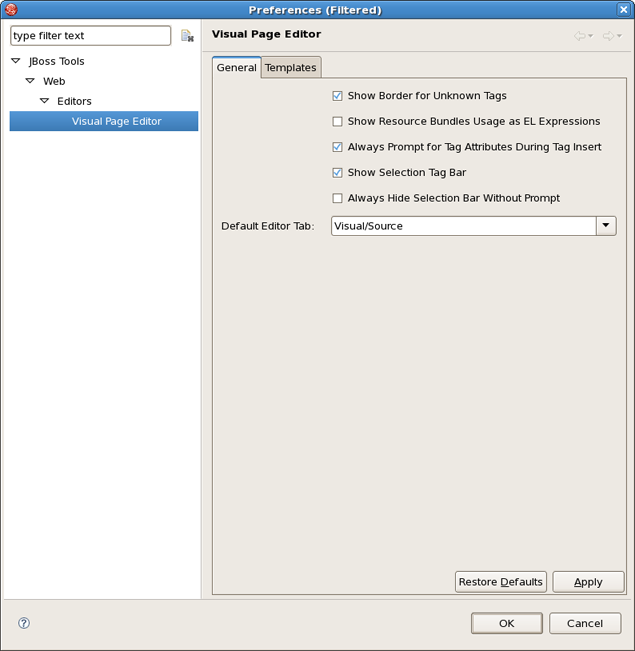 Preferences (Filtered)
type filter text
JBoss Tools
Web
Editors
Visual Page Editor
Visual Page Editor
General
Templates
Show Border for Unknown Tags
Show Resource Bundles Usage as EL Expressions
Always Prompt for Tag Attributes During Tag Insert
Show Selection Tag Bar
Always Hide Selection Bar Without Prompt
Default Editor Tab: Visual/Source
Restore Defaults Apply
? OK Cancel